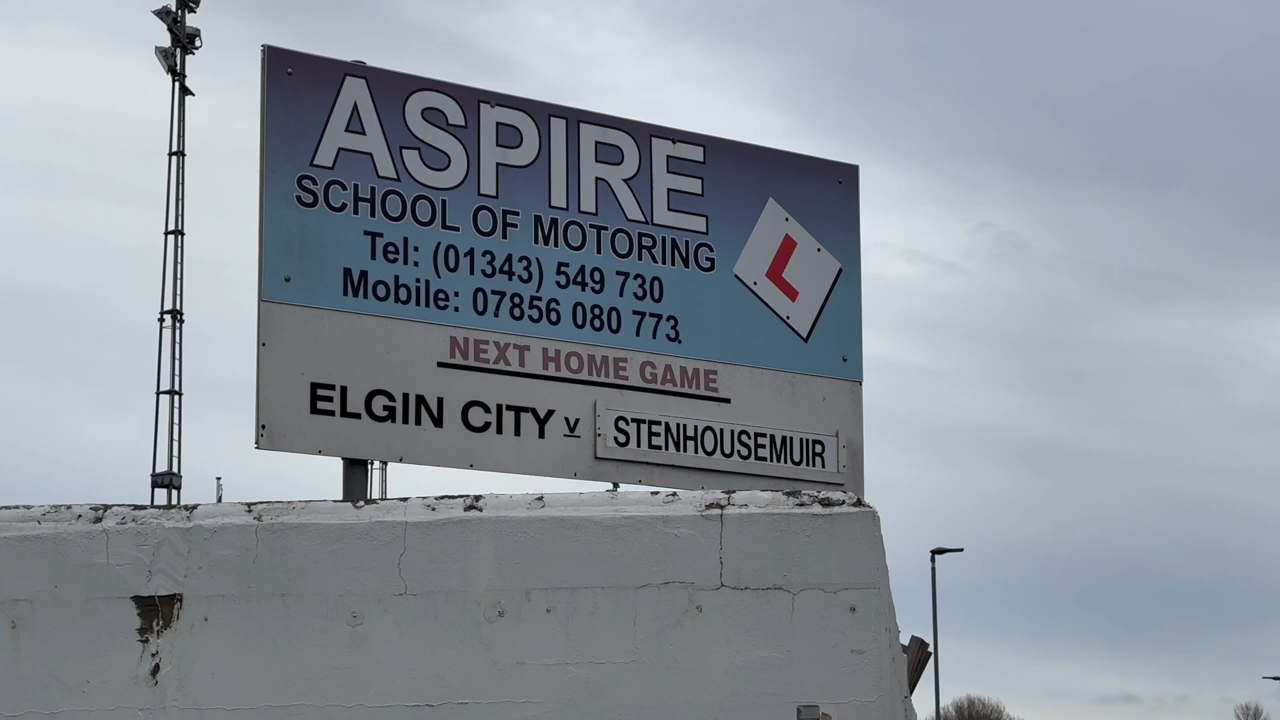 ASPIRE
SCHOOL OF MOTORING
Tel: (01343) 549 730
Mobile: 07856 080 773.
L
NEXT HOME GAME
ELGIN CITY v STENHOUSEMUIR